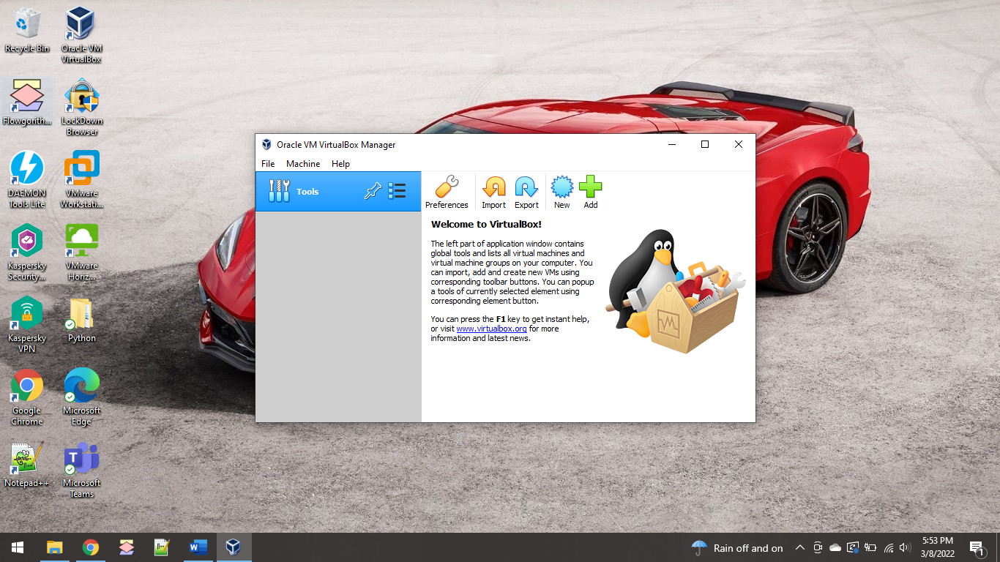 Recycle Bin
Oracle VM
VirtualBox
Flowgorith...
LockDown
Browser
DAEMON
Tools Lite
VMware
Workstati...
Kaspersky
Security...
VMware
Horiz...
Kaspersky
VPN
Python
Google
Chrome
Microsoft
Edge
Notepad++
Microsoft
Teams
Oracle VM VirtualBox Manager
File Machine Help
Tools
Preferences Import Export New Add
Welcome to VirtualBox!
The left part of application window contains
global tools and lists all virtual machines and
virtual machine groups on your computer. You
can import, add and create new VMs using
corresponding toolbar buttons. You can popup
a tools of currently selected element using
corresponding element button.
You can press the F1 key to get instant help,
or visit www.virtualbox.org for more
information and latest news.
Rain off and on
5:53 PM
3/8/2022
1